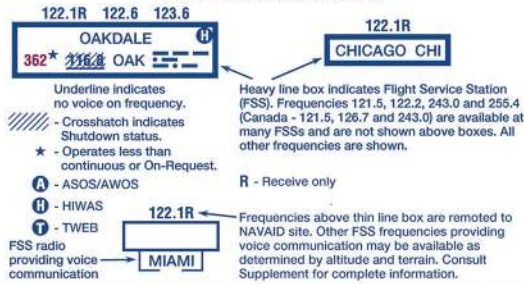 122.1R 122.6 123.6
OAKDALE H
362★ 116.8 OAK
122.1R
CHICAGO CHI
Underline indicates
no voice on frequency.
- Crosshatch indicates
Shutdown status.
★ - Operates less than
continuous or On-Request.
A - ASOS/AWOS
H - HIWAS
T - TWEB
FSS radio
providing voice
communication
Heavy line box indicates Flight Service Station
(FSS). Frequencies 121.5, 122.2, 243.0 and 255.4
(Canada - 121.5, 126.7 and 243.0) are available at
many FSSs and are not shown above boxes. All
other frequencies are shown.
R - Receive only
122.1R
MIAMI
Frequencies above thin line box are remoted to
NAVAID site. Other FSS frequencies providing
voice communication may be available as
determined by altitude and terrain. Consult
Supplement for complete information.